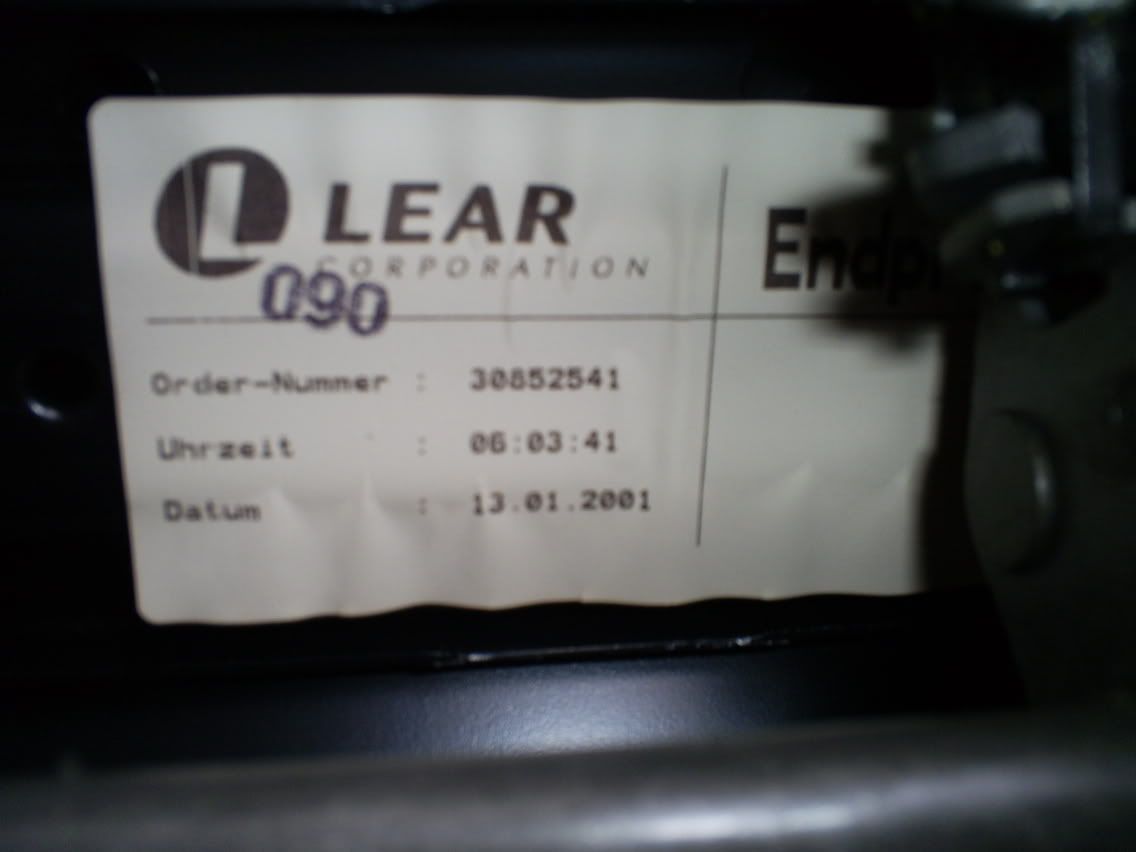 L LEAR
CORPORATION
090
Order-Nummer : 30852541
Uhrzeit : 06:03:41
Datum : 13.01.2001